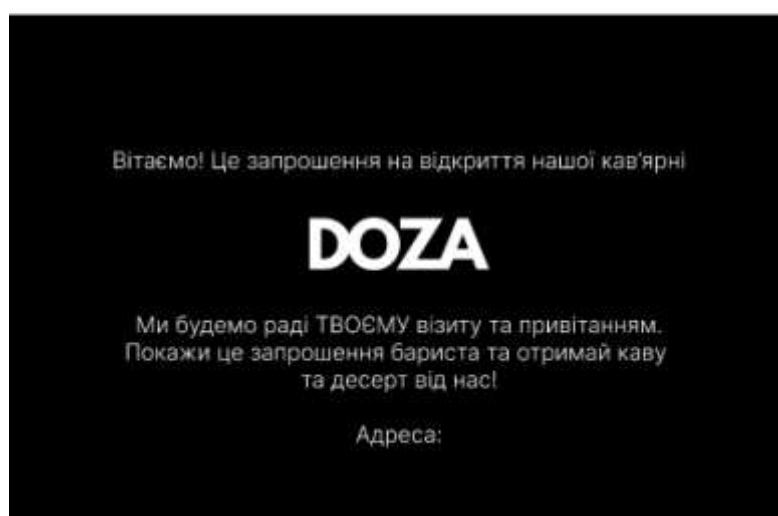 Вітаємо! Це запрошення на відкриття нашої кав'ярні
DOZA
Ми будемо раді ТВОЄМУ візиту та привітанням.
Покажи це запрошення бариста та отримай каву
та десерт від нас!
Адреса: